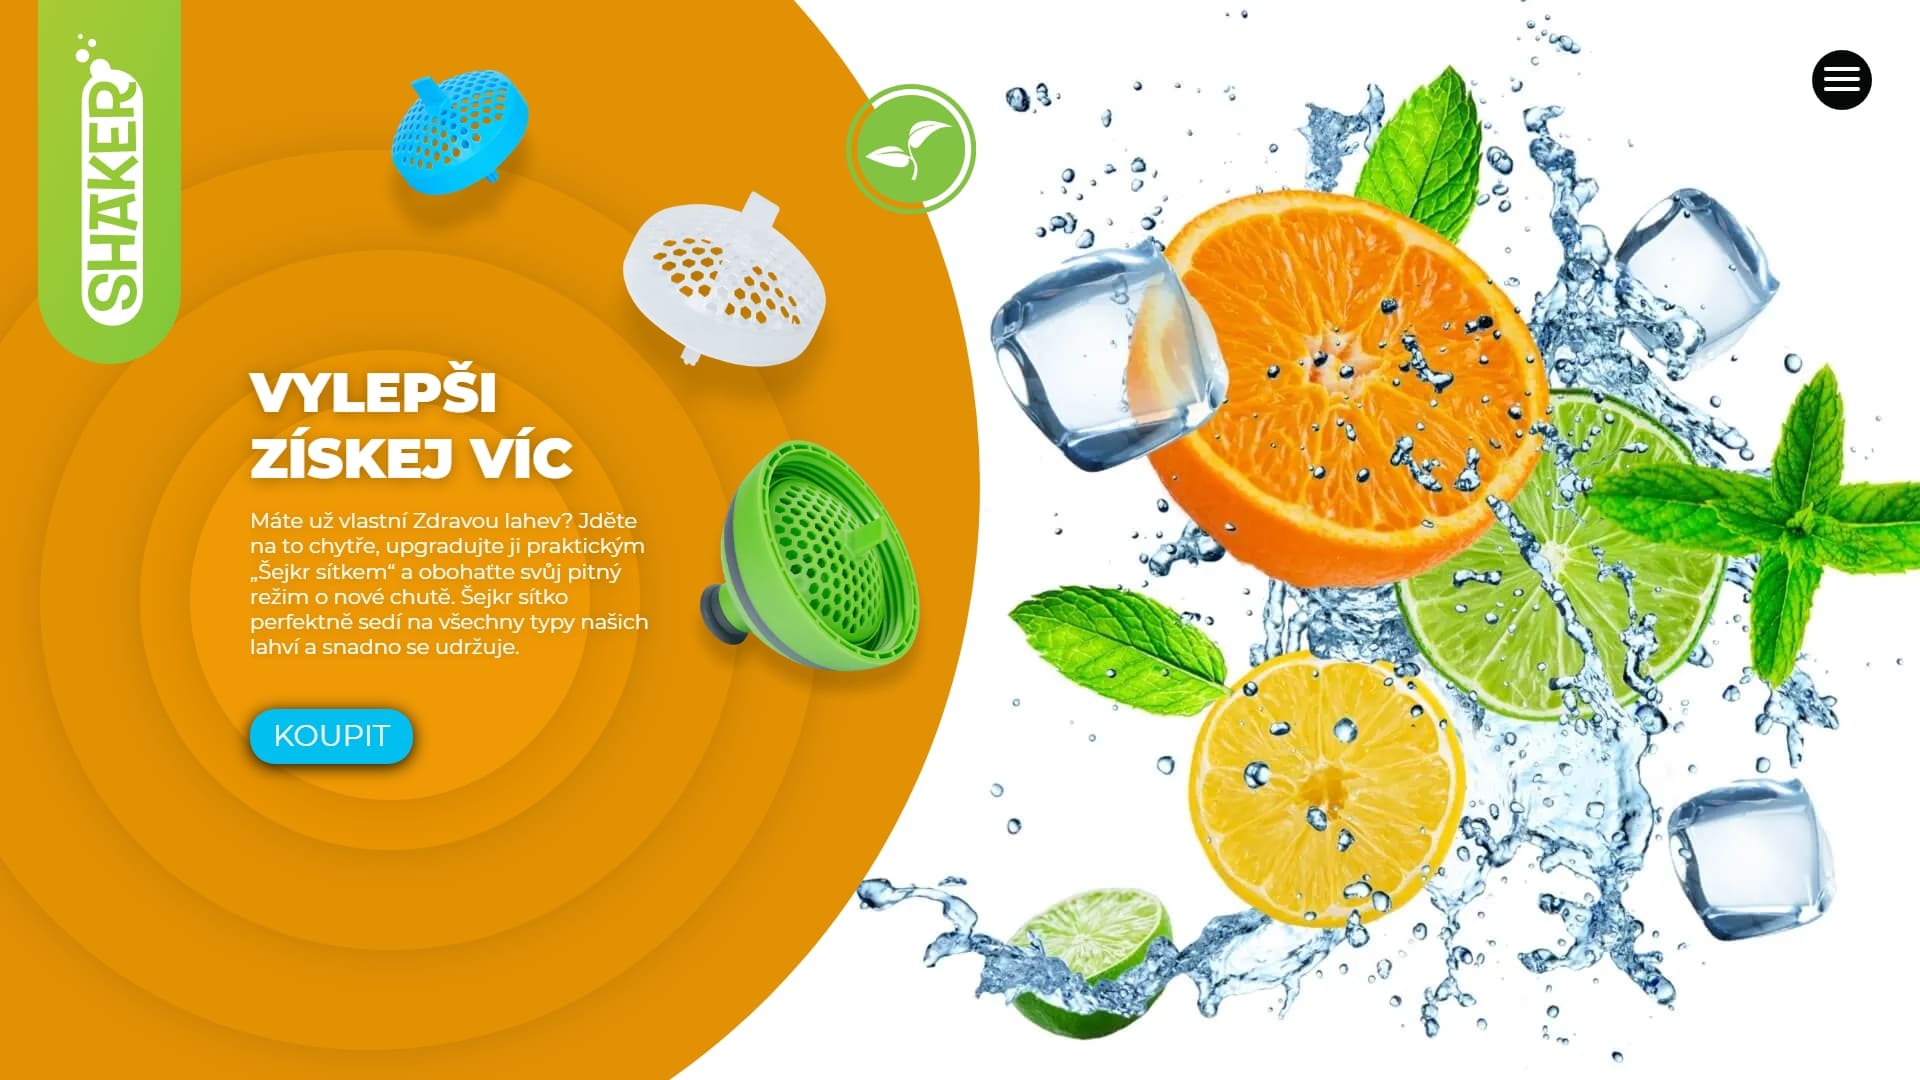 SHAKER
VYLEPŠI
ZÍSKEJ VÍC
Máte už vlastní Zdravou lahev? Jděte
na to chytře, upgradujte ji praktickým
„Šejkr sítkem“ a obohaťte svůj pitný
režim o nové chutě. Šejkr sítko
perfektně sedí na všechny typy našich
lahví a snadno se udržuje.
KOUPIT